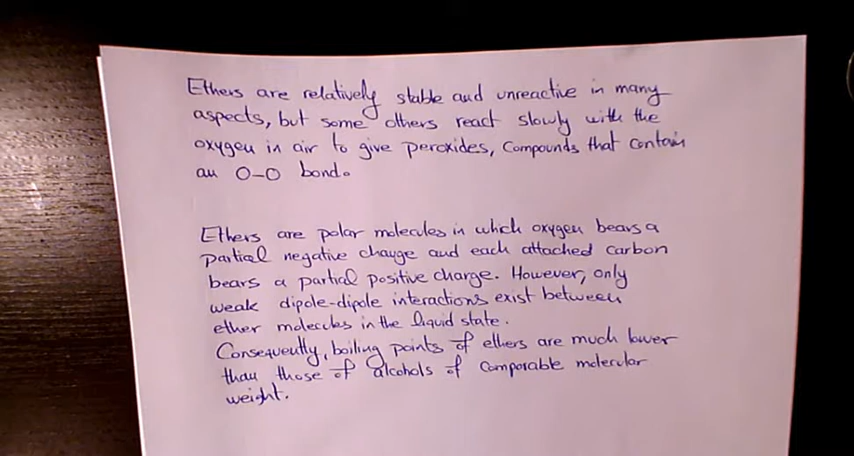 Ethers are relatively stable and unreactive in many
aspects, but some others react slowly with the
oxygen in air to give peroxides, compounds that contain
an O-O bond.
Ethers are polar molecules in which oxygen bears a
partial negative charge and each attached carbon
bears a partial positive charge. However, only
weak dipole-dipole interactions exist between
ether molecules in the liquid state.
Consequently, boiling points of ethers are much lower
than those of alcohols of comparable molecular
weight.